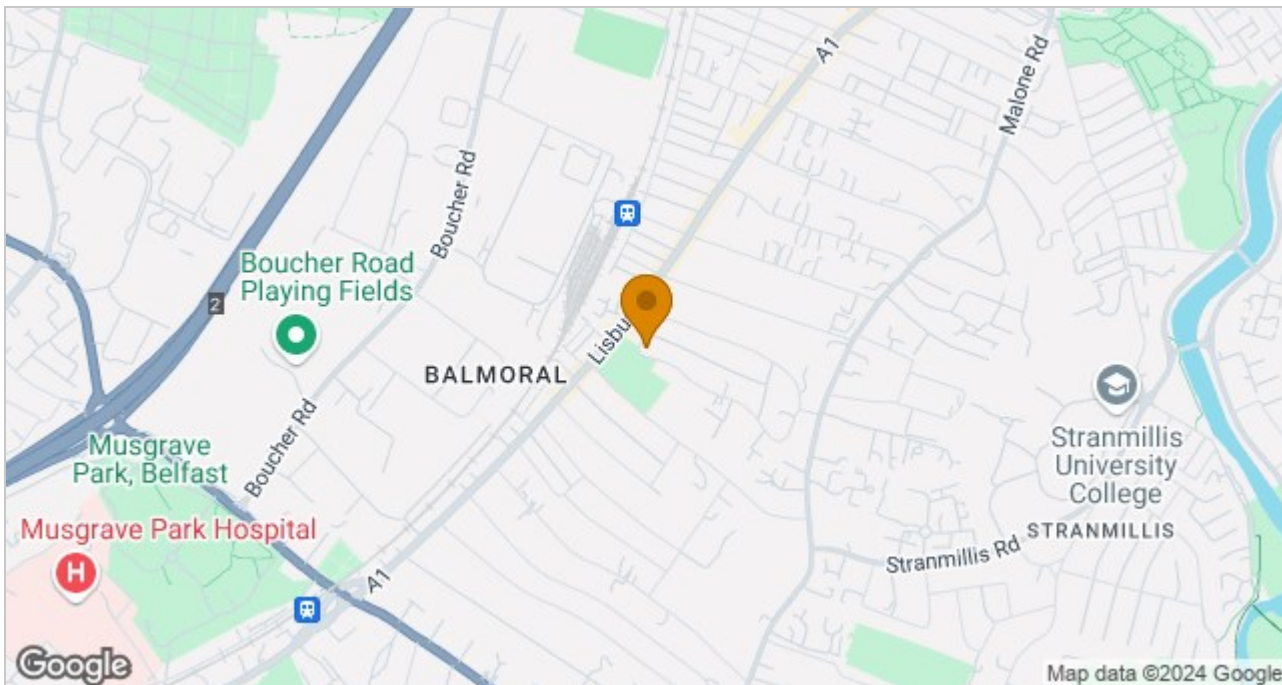 A1
Malone Rd
Boucher Rd
Boucher Road
Playing Fields
2
Lisbu
BALMORAL
Boucher Rd
Musgrave
Park, Belfast
Stranmillis
University
College
Musgrave Park Hospital
H
STRANMILLIS
Stranmillis Rd
A1
Google
Map data ©2024 Google